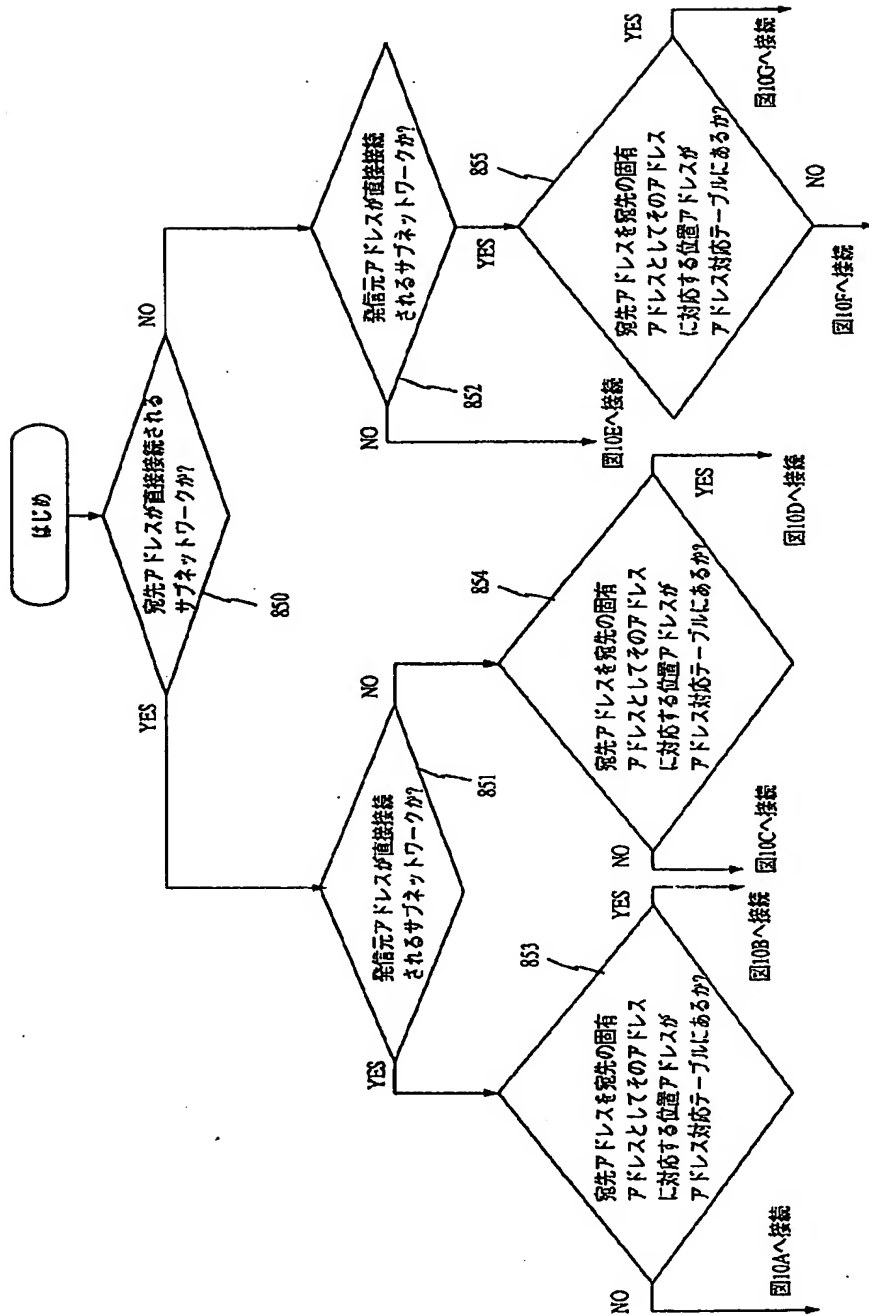 はじめ
宛先アドレスが直接接続される
サブネットワークか?
850
YES
NO
発信元アドレスが直接接続
されるサブネットワークか?
851
YES
NO
発信元アドレスが直接接続
されるサブネットワークか?
852
NO
YES
図10Eへ接続
宛先アドレスを宛先の固有
アドレスとしてそのアドレス
に対応する位置アドレスが
アドレス対応テーブルにあるか?
853
NO
YES
図10Aへ接続
図10Bへ接続
宛先アドレスを宛先の固有
アドレスとしてそのアドレス
に対応する位置アドレスが
アドレス対応テーブルにあるか?
854
NO
YES
図10Cへ接続
図10Dへ接続
宛先アドレスを宛先の固有
アドレスとしてそのアドレス
に対応する位置アドレスが
アドレス対応テーブルにあるか?
855
NO
YES
図10Fへ接続
図10Gへ接続